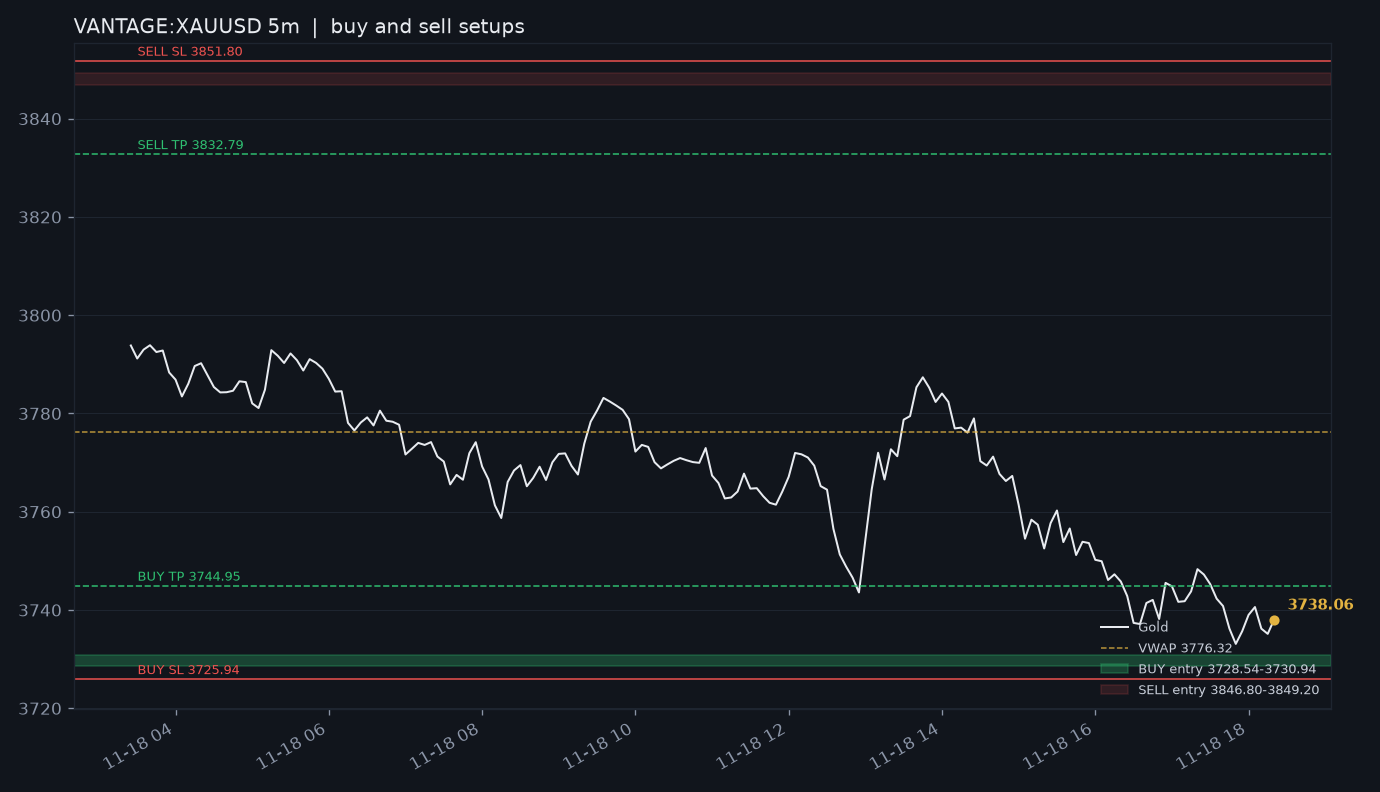 VANTAGE:XAUUSD 5m | buy and sell setups
SELL SL 3851.80
3840
SELL TP 3832.79
3820
3800
3780
3760
BUY TP 3744.95
3740
3738.06
Gold
VWAP 3776.32
BUY SL 3725.94
BUY entry 3728.54-3730.94
SELL entry 3846.80-3849.20
3720
11-18 04
11-18 06
11-18 08
11-18 10
11-18 12
11-18 14
11-18 16
11-18 18